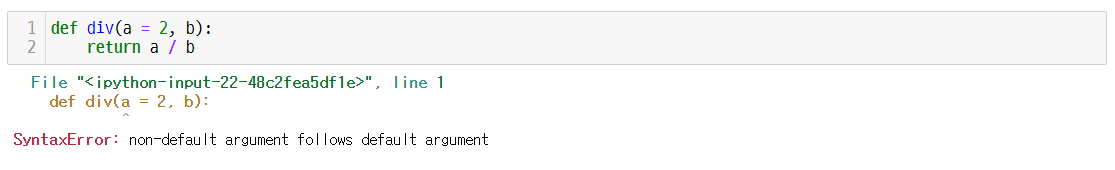 1 def div(a = 2, b):
2     return a / b
File "<ipython-input-22-48c2fea5df1e>", line 1
def div(a = 2, b):
^
SyntaxError: non-default argument follows default argument